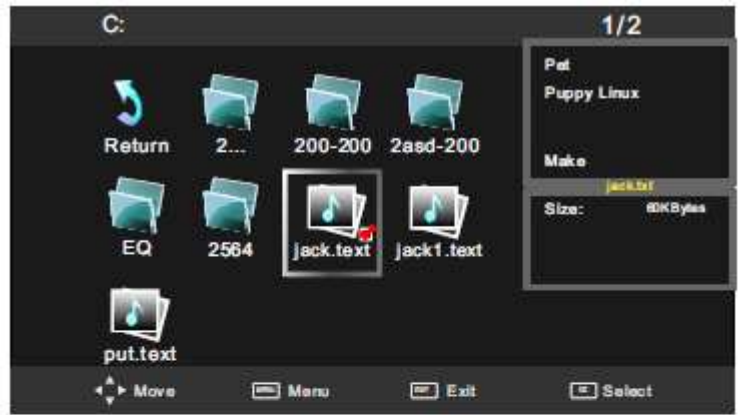 C: 1/2
Return 2... 200-200 2asd-200
EQ 2564 jack.text jack1.text
put.text
Pet
Puppy Linux
Make
jack.txt
Size: 60KBytes
Move Menu Exit Select